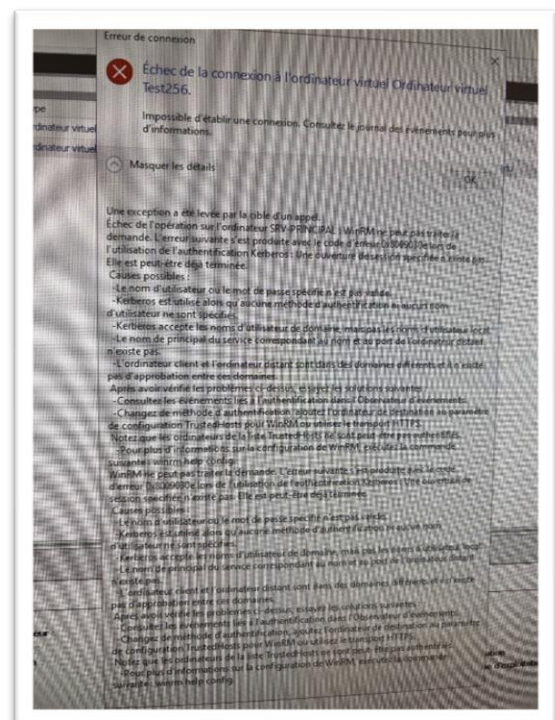 Erreur de connexion
Échec de la connexion à l'ordinateur virtuel Ordinateur virtuel
Test256.
Impossible d'établir une connexion. Consultez le journal des événements pour plus
d'informations.
pe
rdinateur virtuel
rdinateur virtuel
Masquer les détails
OK
Une exception a été levée par la cible d'un appel.
Échec de l'opération sur l'ordinateur SRV-PRINCIPAL : WinRM ne peut pas traiter la
demande. L'erreur suivante s'est produite avec le code d'erreur 0x8009030e lors de
l'utilisation de l'authentification Kerberos : Une ouverture de session spécifiée n'existe pas.
Elle est peut-être déjà terminée.
Causes possibles :
-Le nom d'utilisateur ou le mot de passe spécifié n'est pas valide.
-Kerberos est utilisé alors qu'aucune méthode d'authentification ni aucun nom
d'utilisateur ne sont spécifiés.
-Kerberos accepte les noms d'utilisateur de domaine, mais pas les noms d'utilisateur local.
-Le nom de principal du service correspondant au nom et au port de l'ordinateur distant
n'existe pas.
-L'ordinateur client et l'ordinateur distant sont dans des domaines différents et il n'existe
pas d'approbation entre ces domaines.
Après avoir vérifié les problèmes ci-dessus, essayez les solutions suivantes :
-Consultez les événements liés à l'authentification dans l'Observateur d'événements.
-Changez de méthode d'authentification, ajoutez l'ordinateur de destination au paramètre
de configuration TrustedHosts pour WinRM ou utilisez le transport HTTPS.
Notez que les ordinateurs de la liste TrustedHosts ne sont peut-être pas authentifiés.
-Pour plus d'informations sur la configuration de WinRM, exécutez la commande
suivante : winrm help config.
WinRM ne peut pas traiter la demande. L'erreur suivante s'est produite avec le code
d'erreur 0x8009030e lors de l'utilisation de l'authentification Kerberos : Une ouverture de
session spécifiée n'existe pas. Elle est peut-être déjà terminée.
Causes possibles :
-Le nom d'utilisateur ou le mot de passe spécifié n'est pas valide.
-Kerberos est utilisé alors qu'aucune méthode d'authentification ni aucun nom
d'utilisateur ne sont spécifiés.
-Kerberos accepte les noms d'utilisateur de domaine, mais pas les noms d'utilisateur local.
-Le nom de principal du service correspondant au nom et au port de l'ordinateur distant
n'existe pas.
-L'ordinateur client et l'ordinateur distant sont dans des domaines différents et il n'existe
pas d'approbation entre ces domaines.
Après avoir vérifié les problèmes ci-dessus, essayez les solutions suivantes :
-Consultez les événements liés à l'authentification dans l'Observateur d'événements.
-Changez de méthode d'authentification, ajoutez l'ordinateur de destination au paramètre
de configuration TrustedHosts pour WinRM ou utilisez le transport HTTPS.
Notez que les ordinateurs de la liste TrustedHosts ne sont peut-être pas authentifiés.
-Pour plus d'informations sur la configuration de WinRM, exécutez la commande
suivante : winrm help config.